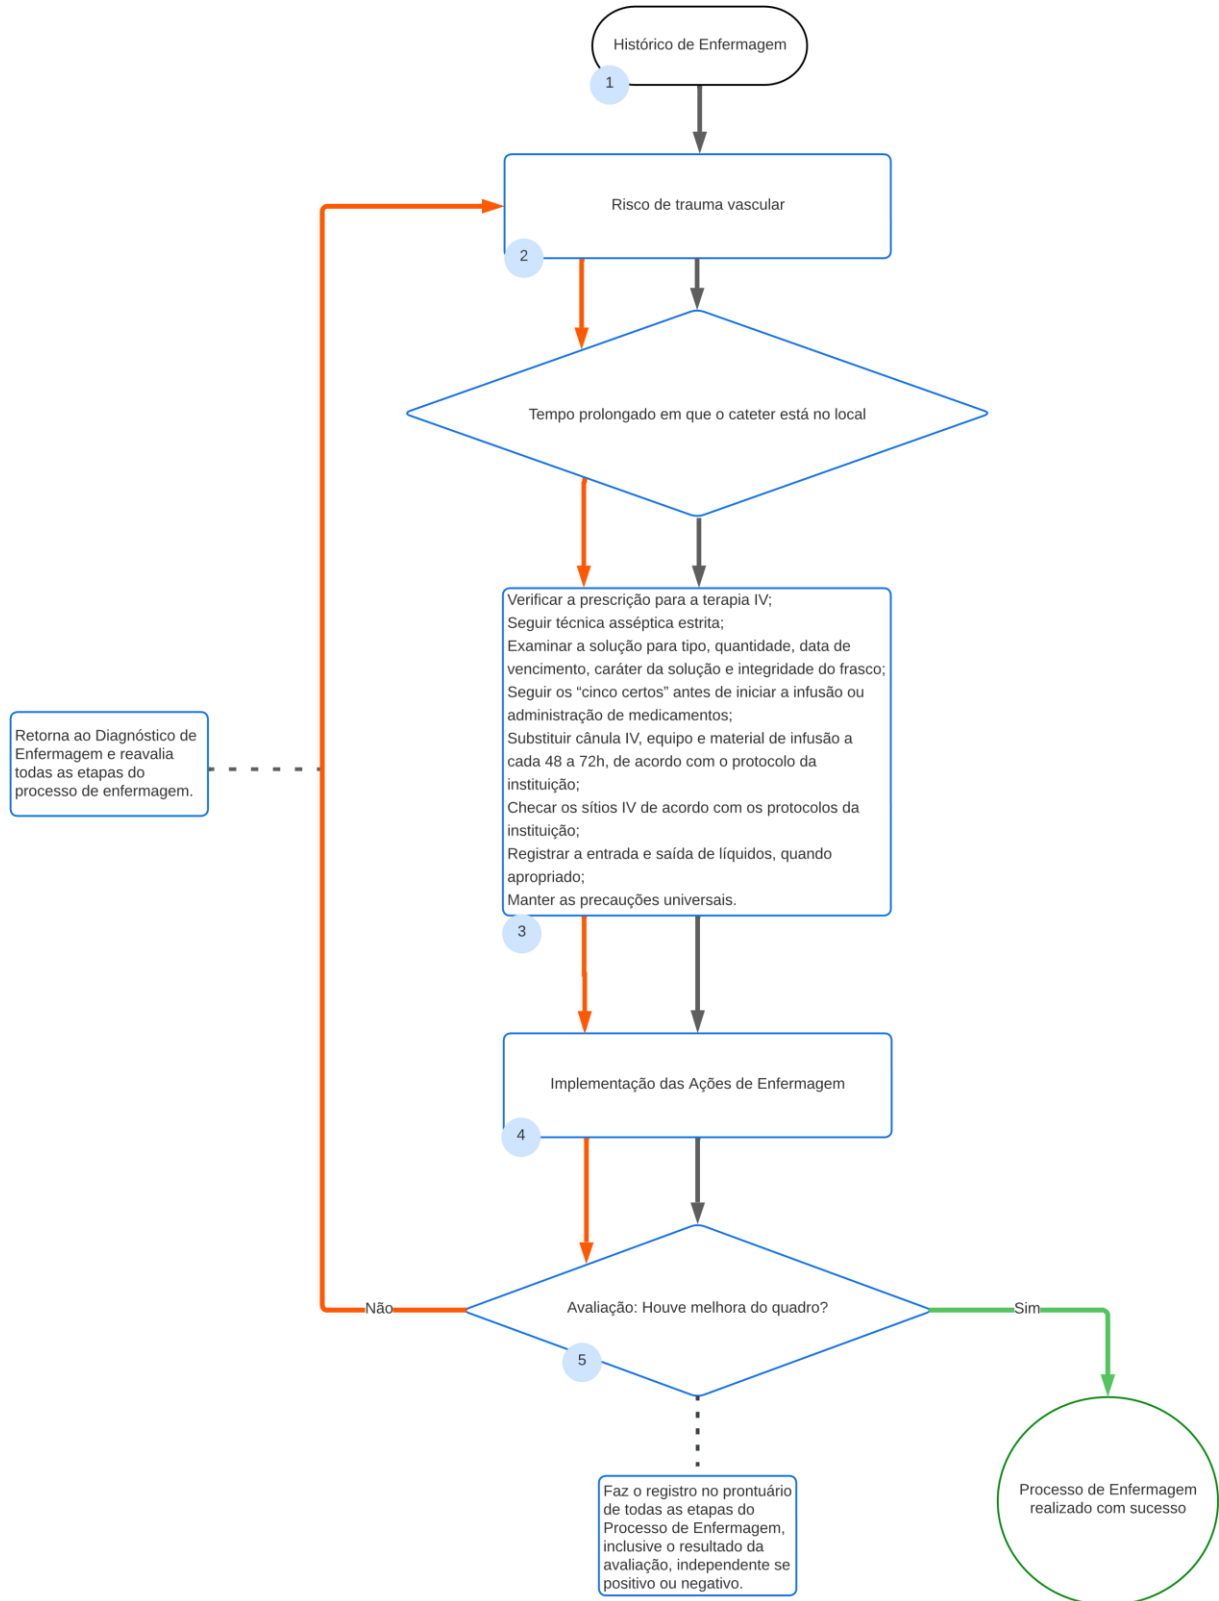 Histórico de Enfermagem
1
Risco de trauma vascular
2
Tempo prolongado em que o cateter está no local
Verificar a prescrição para a terapia IV;
Seguir técnica asséptica estrita;
Examinar a solução para tipo, quantidade, data de
vencimento, caráter da solução e integridade do frasco;
Seguir os “cinco certos” antes de iniciar a infusão ou
administração de medicamentos;
Substituir cânula IV, equipo e material de infusão a
cada 48 a 72h, de acordo com o protocolo da
instituição;
Checar os sítios IV de acordo com os protocolos da
instituição;
Registrar a entrada e saída de líquidos, quando
apropriado;
Manter as precauções universais.
3
Retorna ao Diagnóstico de
Enfermagem e reavalia
todas as etapas do
processo de enfermagem.
Implementação das Ações de Enfermagem
4
Avaliação: Houve melhora do quadro?
5
Não
Sim
Processo de Enfermagem
realizado com sucesso
Faz o registro no prontuário
de todas as etapas do
Processo de Enfermagem,
inclusive o resultado da
avaliação, independente se
positivo ou negativo.